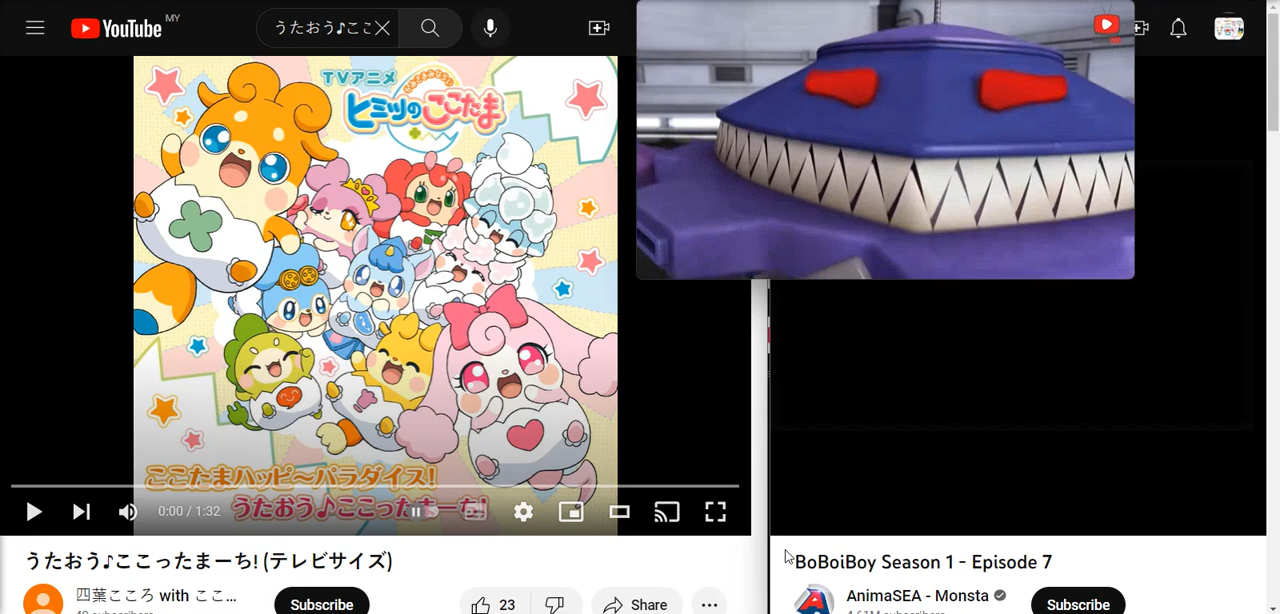 YouTube MY
うたおう♪ここ
TVアニメ
ヒミツのここたま
ここたまハッピ〜パラダイス!
うたおう♪ここったまーち!
0:00 / 1:32
うたおう♪ここったまーち! (テレビサイズ)
四葉こころ with ここ...
Subscribe
23
Share
BoBoiBoy Season 1 - Episode 7
AnimaSEA - Monsta
Subscribe